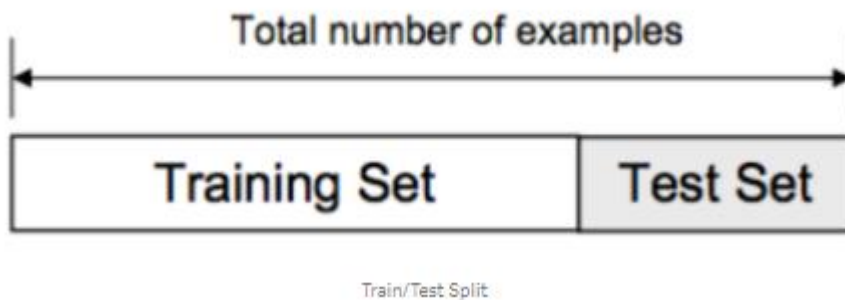 Total number of examples
Training Set
Test Set
Train/Test Split